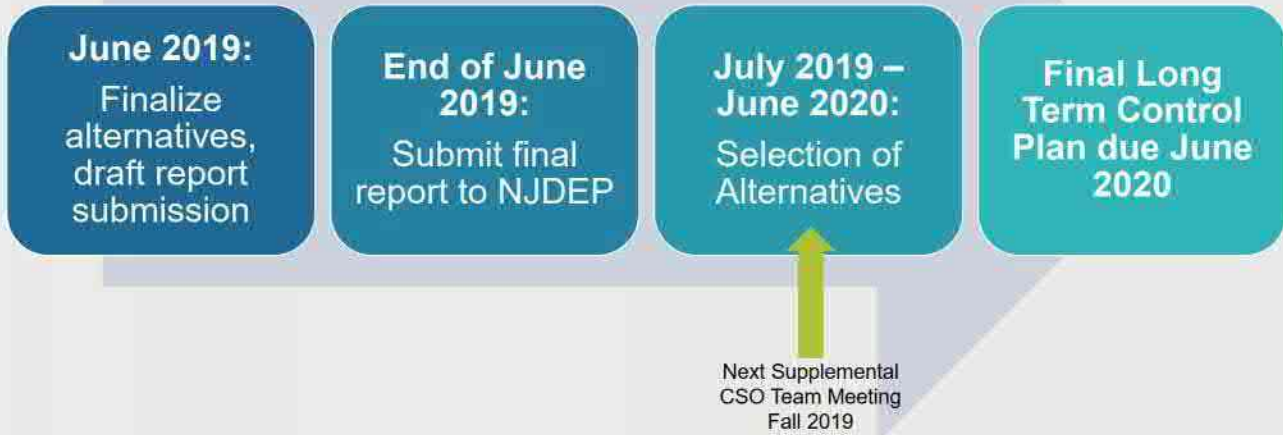 June 2019:
Finalize
alternatives,
draft report
submission
End of June
2019:
Submit final
report to NJDEP
July 2019 –
June 2020:
Selection of
Alternatives
Final Long
Term Control
Plan due June
2020
Next Supplemental
CSO Team Meeting
Fall 2019